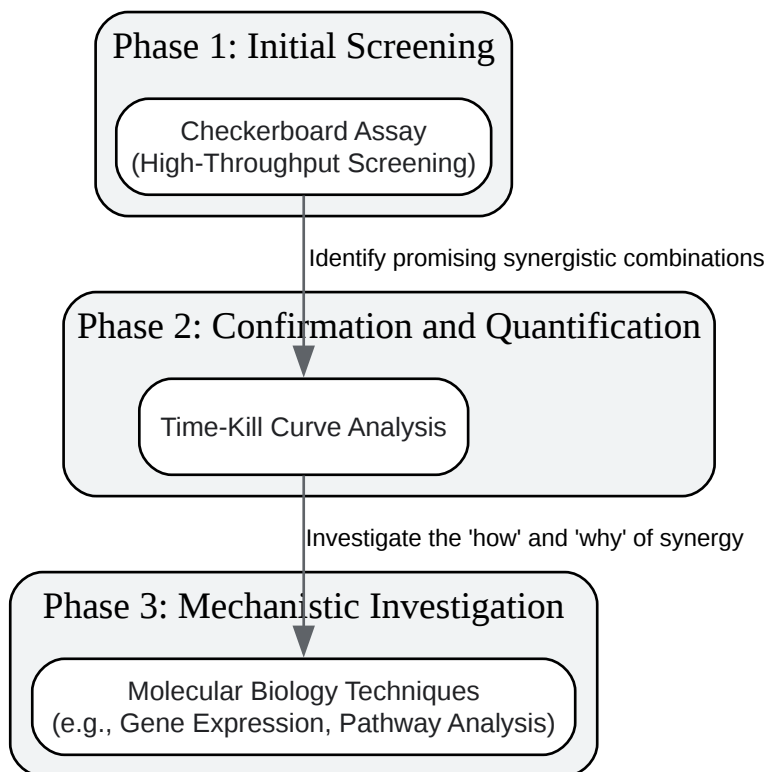 Phase 1: Initial Screening
Checkerboard Assay
(High-Throughput Screening)
Identify promising synergistic combinations
Phase 2: Confirmation and Quantification
Time-Kill Curve Analysis
Investigate the 'how' and 'why' of synergy
Phase 3: Mechanistic Investigation
Molecular Biology Techniques
(e.g., Gene Expression, Pathway Analysis)